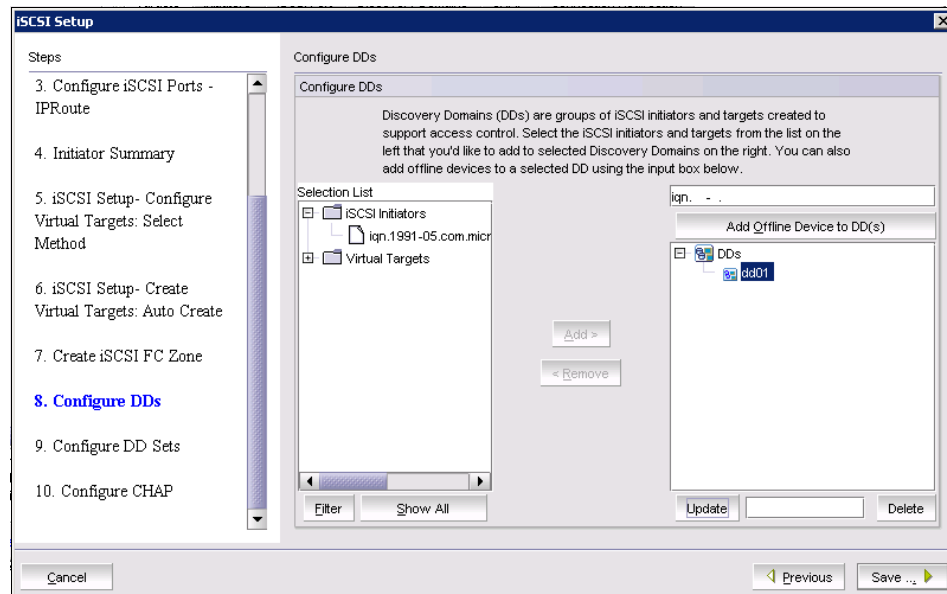 iSCSI Setup
Steps
3. Configure iSCSI Ports -
IPRoute
4. Initiator Summary
5. iSCSI Setup- Configure
Virtual Targets: Select
Method
6. iSCSI Setup- Create
Virtual Targets: Auto Create
7. Create iSCSI FC Zone
8. Configure DDs
9. Configure DD Sets
10. Configure CHAP
Configure DDs
Configure DDs
Discovery Domains (DDs) are groups of iSCSI initiators and targets created to
support access control. Select the iSCSI initiators and targets from the list on the
left that you'd like to add to selected Discovery Domains on the right. You can also
add offline devices to a selected DD using the input box below.
Selection List
iSCSI Initiators
iqn.1991-05.com.micr
Virtual Targets
Filter
Show All
Add >
< Remove
iqn. - .
Add Offline Device to DD(s)
DDs
dd01
Update
Delete
Cancel
Previous
Save ...